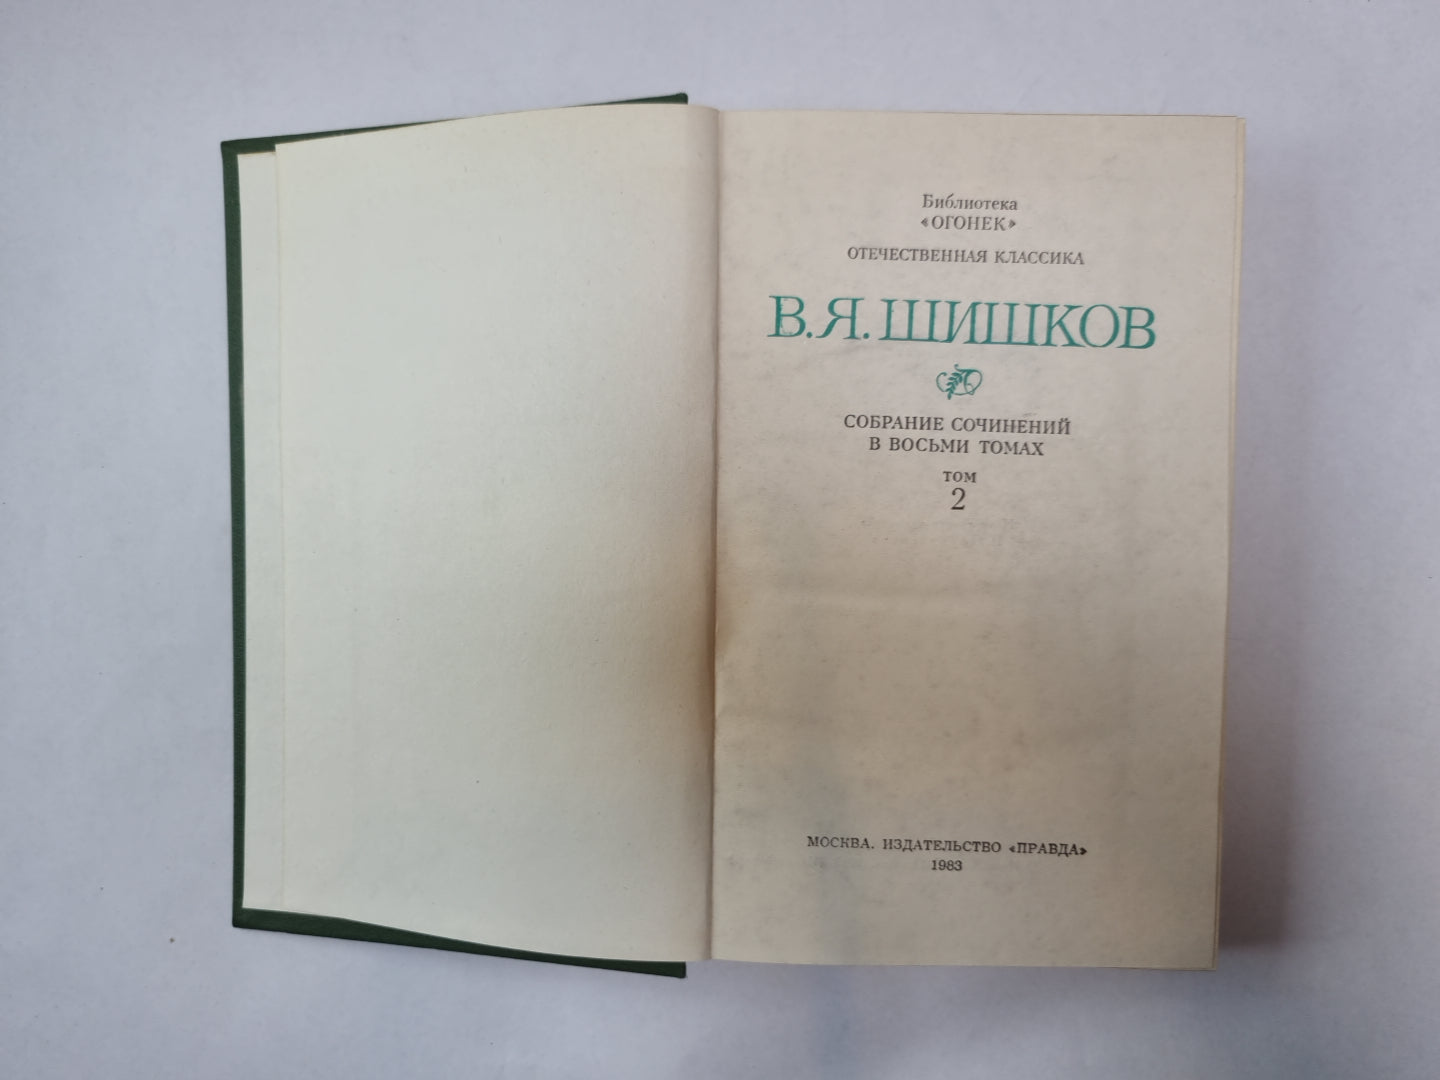 Библиотека
«ОГОНЕК»
ОТЕЧЕСТВЕННАЯ КЛАССИКА
В.Я.ШИШКОВ
СОБРАНИЕ СОЧИНЕНИЙ
В ВОСЬМИ ТОМАХ
ТОМ
2
МОСКВА. ИЗДАТЕЛЬСТВО «ПРАВДА»
1983